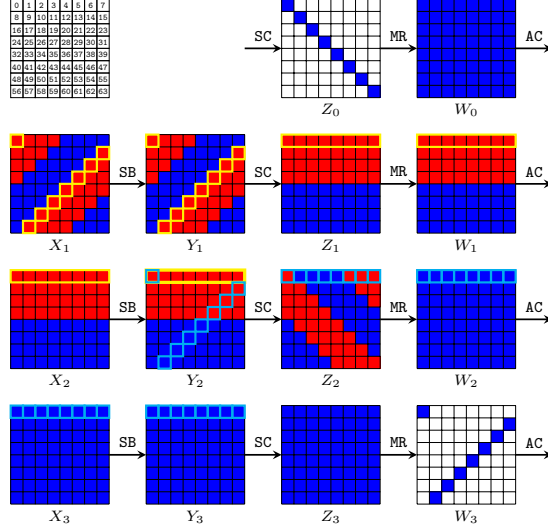 0 1 2 3 4 5 6 7
8 9 10 11 12 13 14 15
16 17 18 19 20 21 22 23
24 25 26 27 28 29 30 31
32 33 34 35 36 37 38 39
40 41 42 43 44 45 46 47
48 49 50 51 52 53 54 55
56 57 58 59 60 61 62 63
SC MR AC
Z₀ W₀
SB SC MR AC
X₁ Y₁ Z₁ W₁
SB SC MR AC
X₂ Y₂ Z₂ W₂
SB SC MR AC
X₃ Y₃ Z₃ W₃